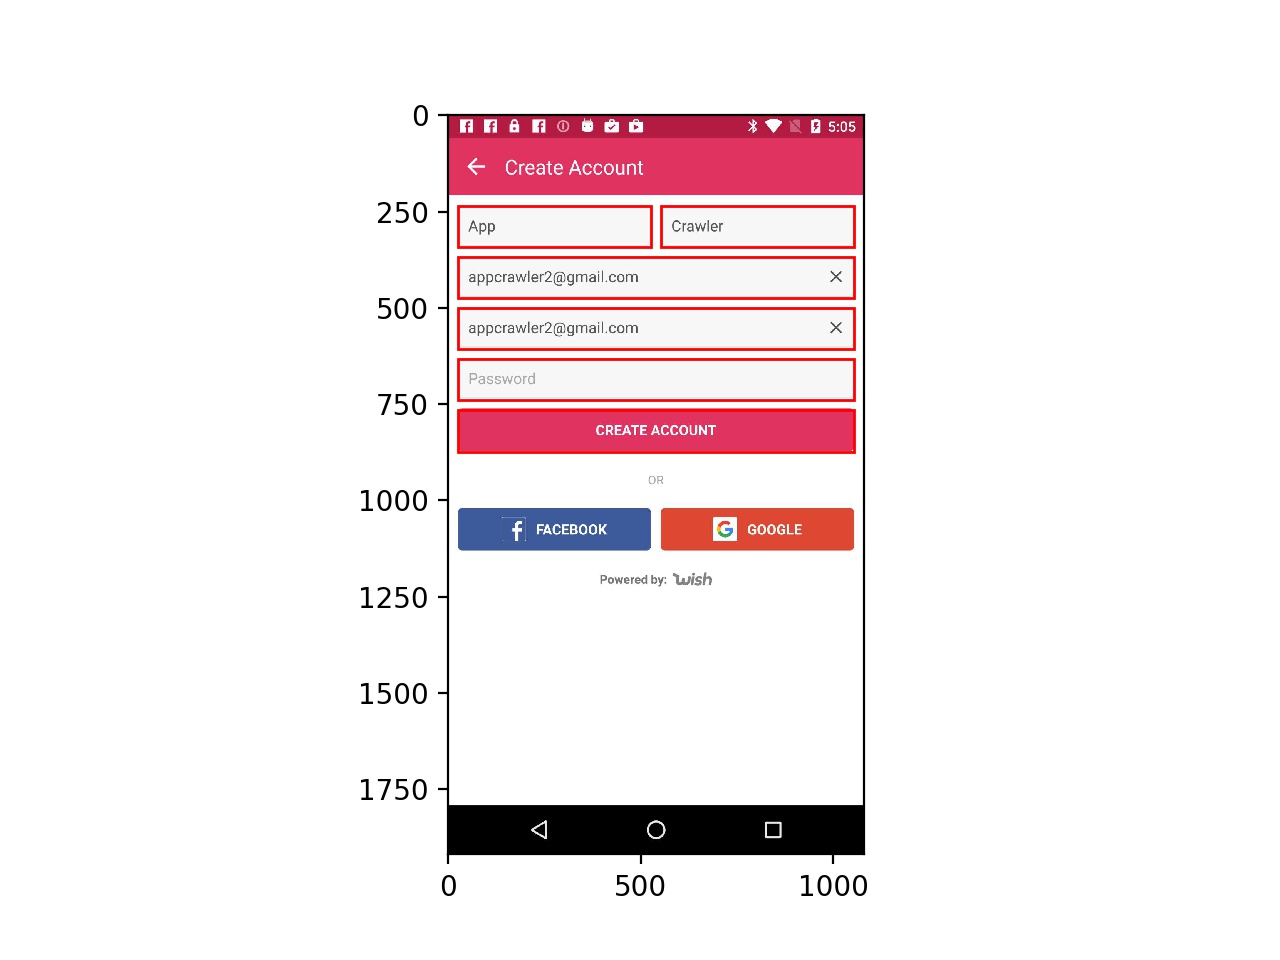 0
5:05
Create Account
250
App Crawler
appcrawler2@gmail.com
500
appcrawler2@gmail.com
Password
750
CREATE ACCOUNT
OR
1000
FACEBOOK GOOGLE
Powered by: wish
1250
1500
1750
0 500 1000